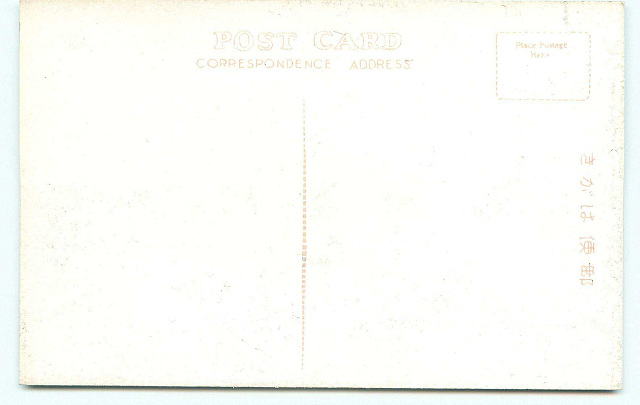 POST CARD
CORRESPONDENCE ADDRESS
Place Postage
Here
きがは便郵